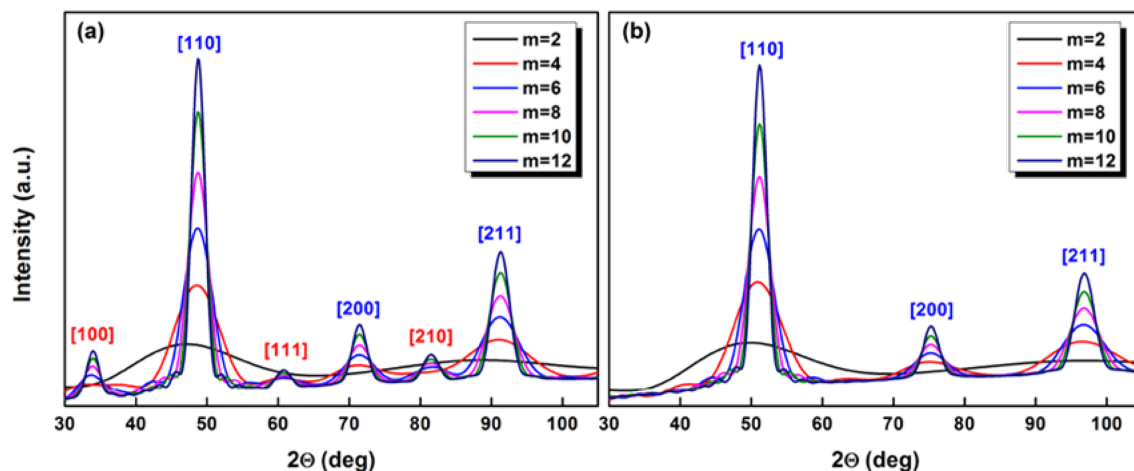 (a)
[110]
m=2
m=4
m=6
m=8
m=10
m=12
[100]
[111]
[200]
[210]
[211]
30 40 50 60 70 80 90 100
2Θ (deg)
Intensity (a.u.)
(b)
[110]
m=2
m=4
m=6
m=8
m=10
m=12
[200]
[211]
30 40 50 60 70 80 90 100
2Θ (deg)